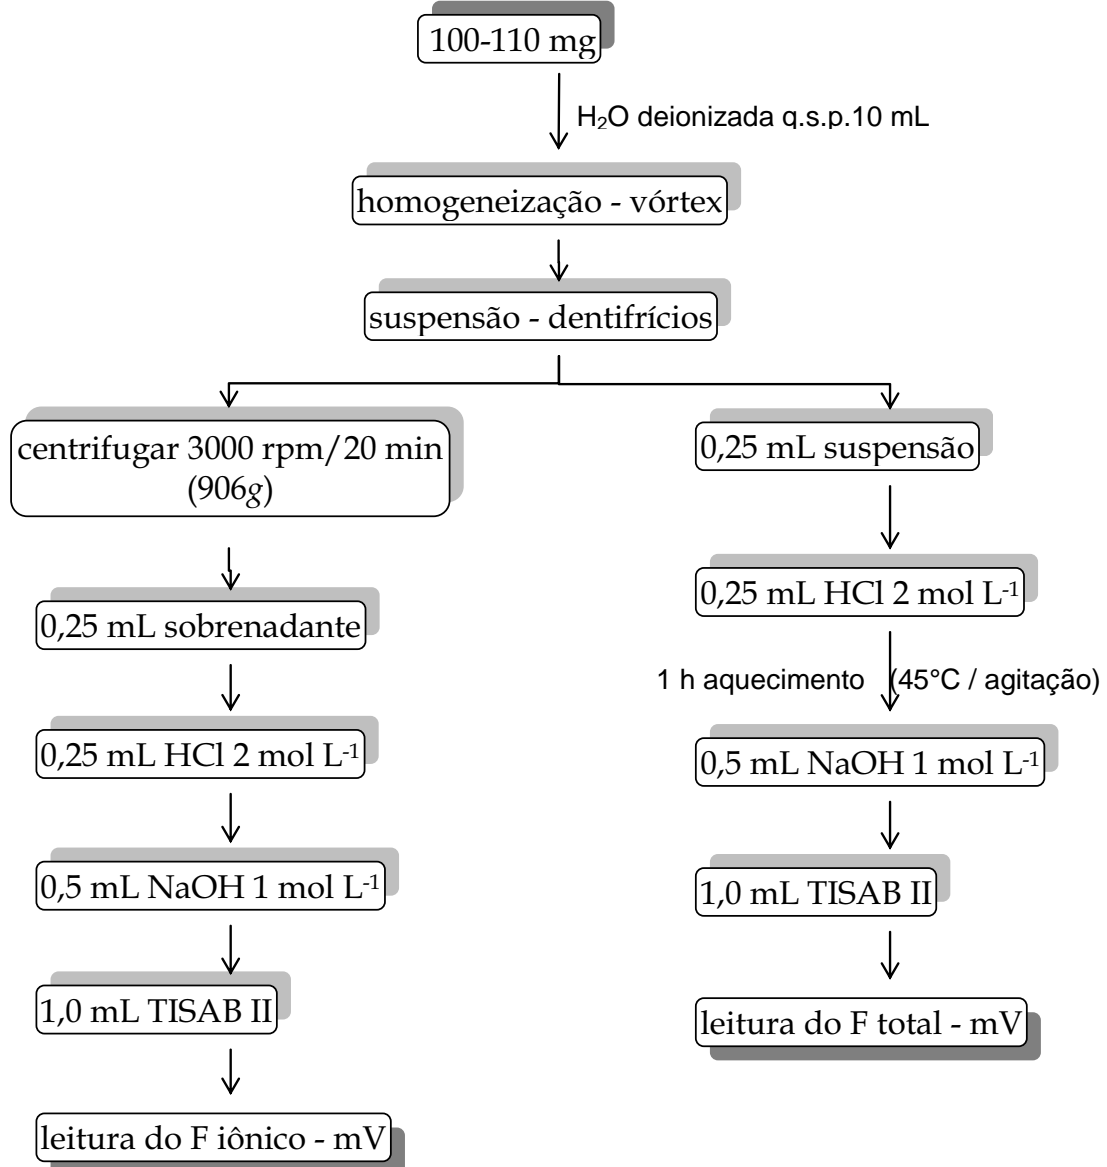 100-110 mg
H₂O deionizada q.s.p.10 mL
homogeneização - vórtex
suspensão - dentifrícios
centrifugar 3000 rpm/20 min
(906g)
0,25 mL sobrenadante
0,25 mL HCl 2 mol L⁻¹
0,5 mL NaOH 1 mol L⁻¹
1,0 mL TISAB II
leitura do F iônico - mV
0,25 mL suspensão
0,25 mL HCl 2 mol L⁻¹
1 h aquecimento (45°C / agitação)
0,5 mL NaOH 1 mol L⁻¹
1,0 mL TISAB II
leitura do F total - mV